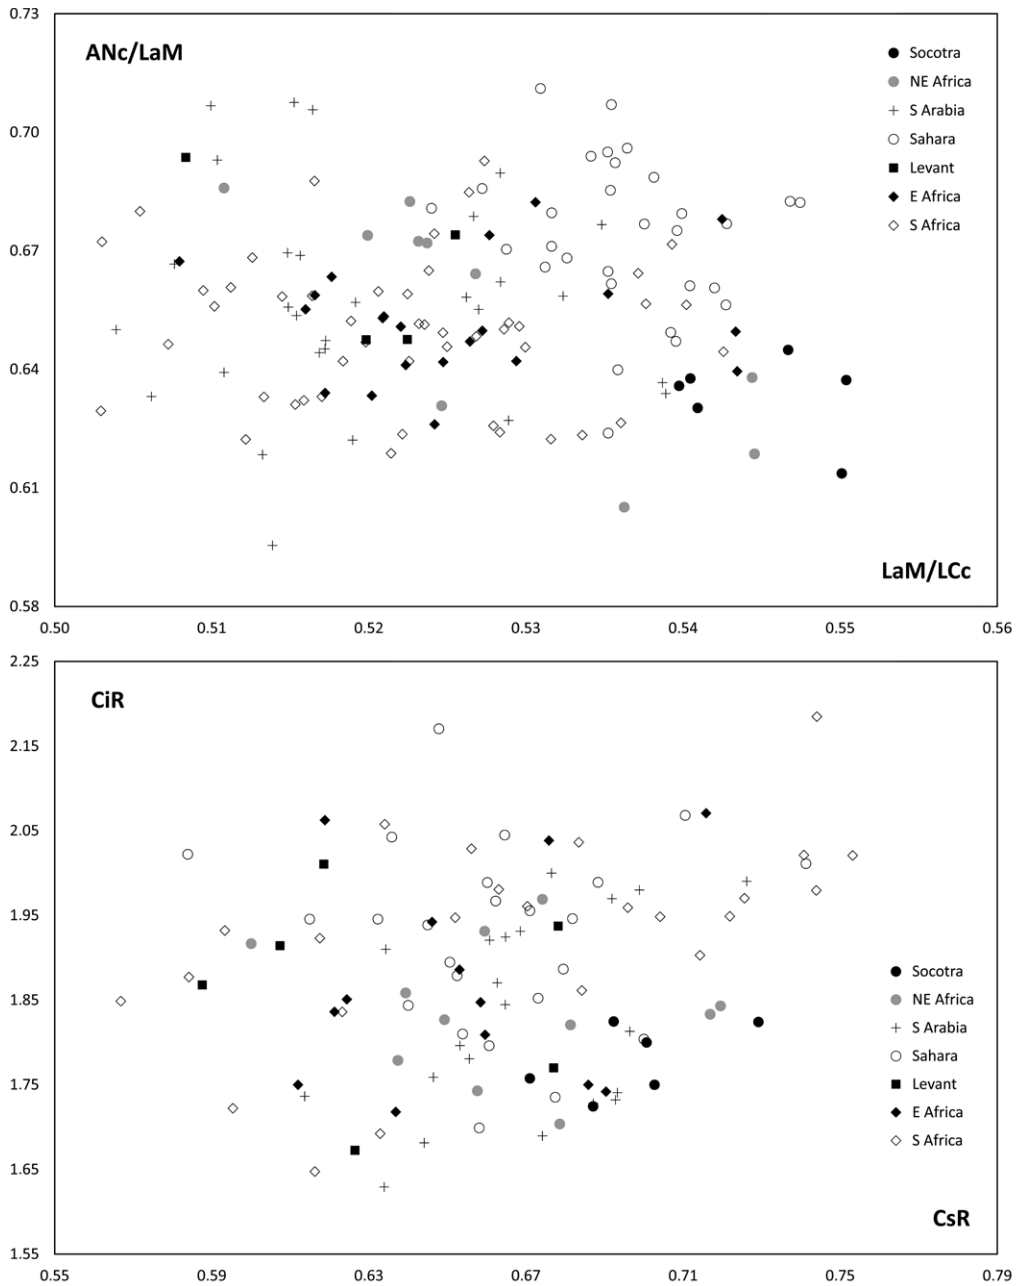 0.73
ANc/LaM
Socotra
NE Africa
0.70
S Arabia
Sahara
Levant
E Africa
S Africa
0.67
0.64
0.61
LaM/LCc
0.58
0.50 0.51 0.52 0.53 0.54 0.55 0.56
2.25
CiR
2.15
2.05
1.95
Socotra
NE Africa
1.85
S Arabia
Sahara
Levant
1.75
E Africa
S Africa
1.65
CsR
1.55
0.55 0.59 0.63 0.67 0.71 0.75 0.79